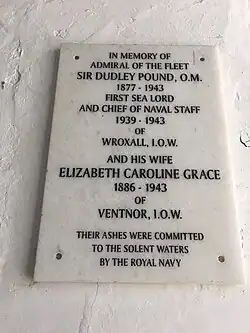 IN MEMORY OF
ADMIRAL OF THE FLEET
SIR DUDLEY POUND, O.M.
1877 - 1943
FIRST SEA LORD
AND CHIEF OF NAVAL STAFF
1939 - 1943
OF
WROXALL, I.O.W.
AND HIS WIFE
ELIZABETH CAROLINE GRACE
1886 - 1943
OF
VENTNOR, I.O.W.
THEIR ASHES WERE COMMITTED
TO THE SOLENT WATERS
BY THE ROYAL NAVY